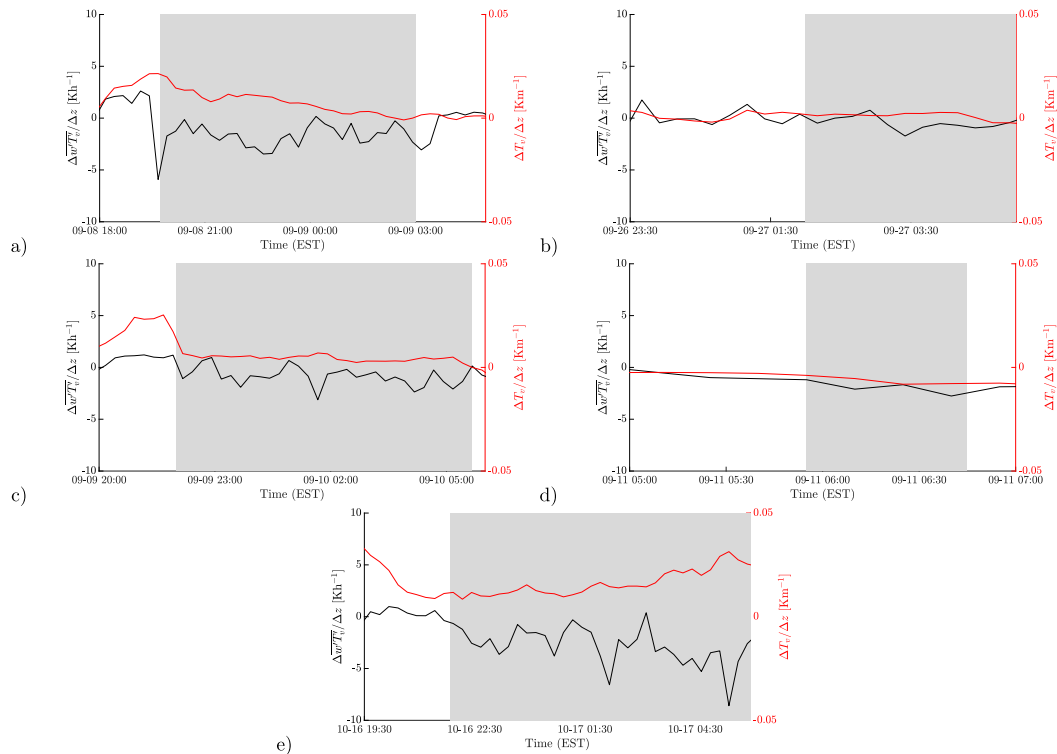 10
5
0
-5
-10
Δw′T′ᵥ/Δz [Kh⁻¹]
0.05
0
-0.05
ΔTᵥ/Δz [Km⁻¹]
09-08 18:00 09-08 21:00 09-09 00:00 09-09 03:00
Time (EST)
a)
10
5
0
-5
-10
Δw′T′ᵥ/Δz [Kh⁻¹]
0.05
0
-0.05
ΔTᵥ/Δz [Km⁻¹]
09-26 23:30 09-27 01:30 09-27 03:30
Time (EST)
b)
10
5
0
-5
-10
Δw′T′ᵥ/Δz [Kh⁻¹]
0.05
0
-0.05
ΔTᵥ/Δz [Km⁻¹]
09-09 20:00 09-09 23:00 09-10 02:00 09-10 05:00
Time (EST)
c)
10
5
0
-5
-10
Δw′T′ᵥ/Δz [Kh⁻¹]
0.05
0
-0.05
ΔTᵥ/Δz [Km⁻¹]
09-11 05:00 09-11 05:30 09-11 06:00 09-11 06:30 09-11 07:00
Time (EST)
d)
10
5
0
-5
-10
Δw′T′ᵥ/Δz [Kh⁻¹]
0.05
0
-0.05
ΔTᵥ/Δz [Km⁻¹]
10-16 19:30 10-16 22:30 10-17 01:30 10-17 04:30
Time (EST)
e)